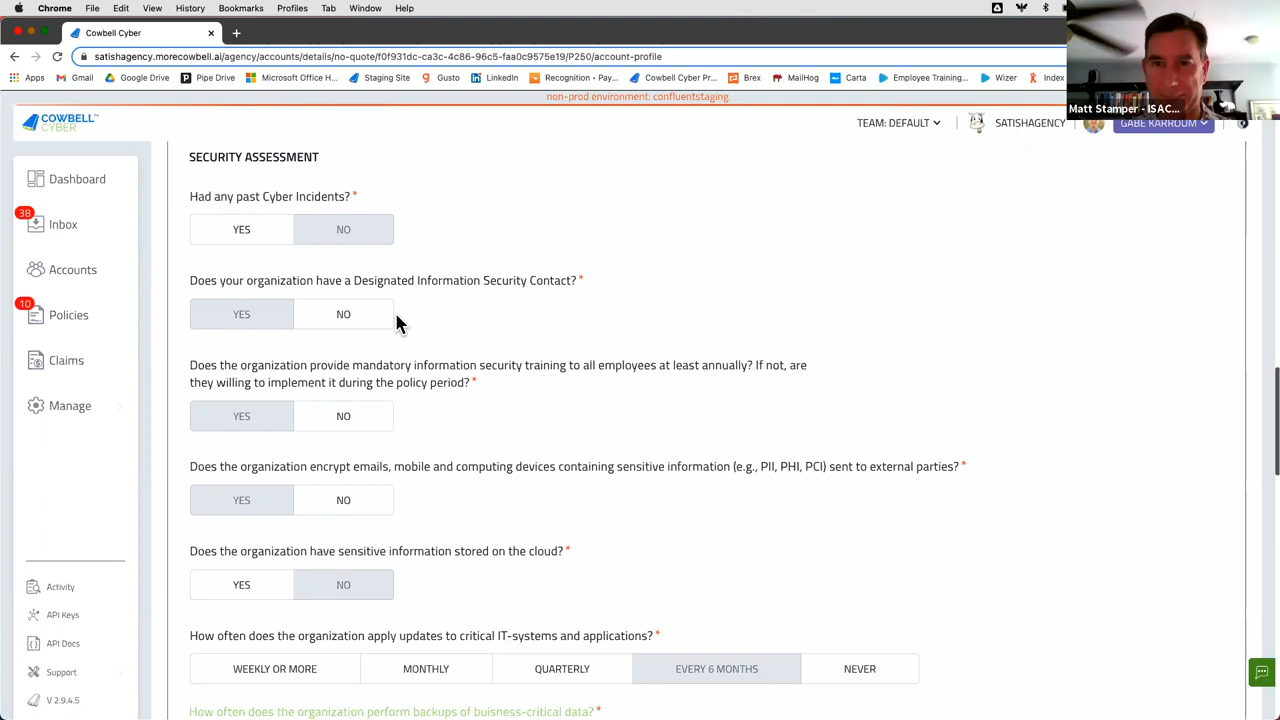 Chrome File Edit View History Bookmarks Profiles Tab Window Help
Cowbell Cyber
satishagency.morecowbell.ai/agency/accounts/details/no-quote/f0f931dc-ca3c-4c86-96c5-faa0c9575e19/P250/account-profile
Apps Gmail Google Drive Pipe Drive Microsoft Office H... Staging Site Gusto LinkedIn Recognition • Pay... Cowbell Cyber Pr... Brex MailHog Carta Employee Training... Wizer Index
non-prod environment: confluentstaging
Matt Stamper - ISAC...
COWBELL
CYBER
TEAM: DEFAULT SATISHAGENCY GABE KARROUM
Dashboard
38
Inbox
Accounts
10
Policies
Claims
Manage
Activity
API Keys
API Docs
Support
V 2.9.4.5
SECURITY ASSESSMENT
Had any past Cyber Incidents? *
YES NO
Does your organization have a Designated Information Security Contact? *
YES NO
Does the organization provide mandatory information security training to all employees at least annually? If not, are
they willing to implement it during the policy period? *
YES NO
Does the organization encrypt emails, mobile and computing devices containing sensitive information (e.g., PII, PHI, PCI) sent to external parties? *
YES NO
Does the organization have sensitive information stored on the cloud? *
YES NO
How often does the organization apply updates to critical IT-systems and applications? *
WEEKLY OR MORE MONTHLY QUARTERLY EVERY 6 MONTHS NEVER
How often does the organization perform backups of buisness-critical data? *